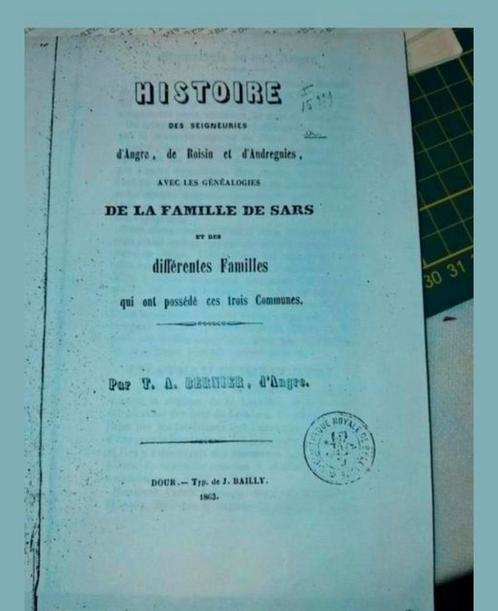 HISTOIRE
DES SEIGNEURIES
d'Angre, de Roisin et d'Andregnies,
AVEC LES GÉNÉALOGIES
DE LA FAMILLE DE SARS
ET DES
différentes Familles
qui ont possédé ces trois Communes.
Par T. A. BERNIER, d'Angre.
DOUR. — Typ. de J. BAILLY.
1863.
30 31